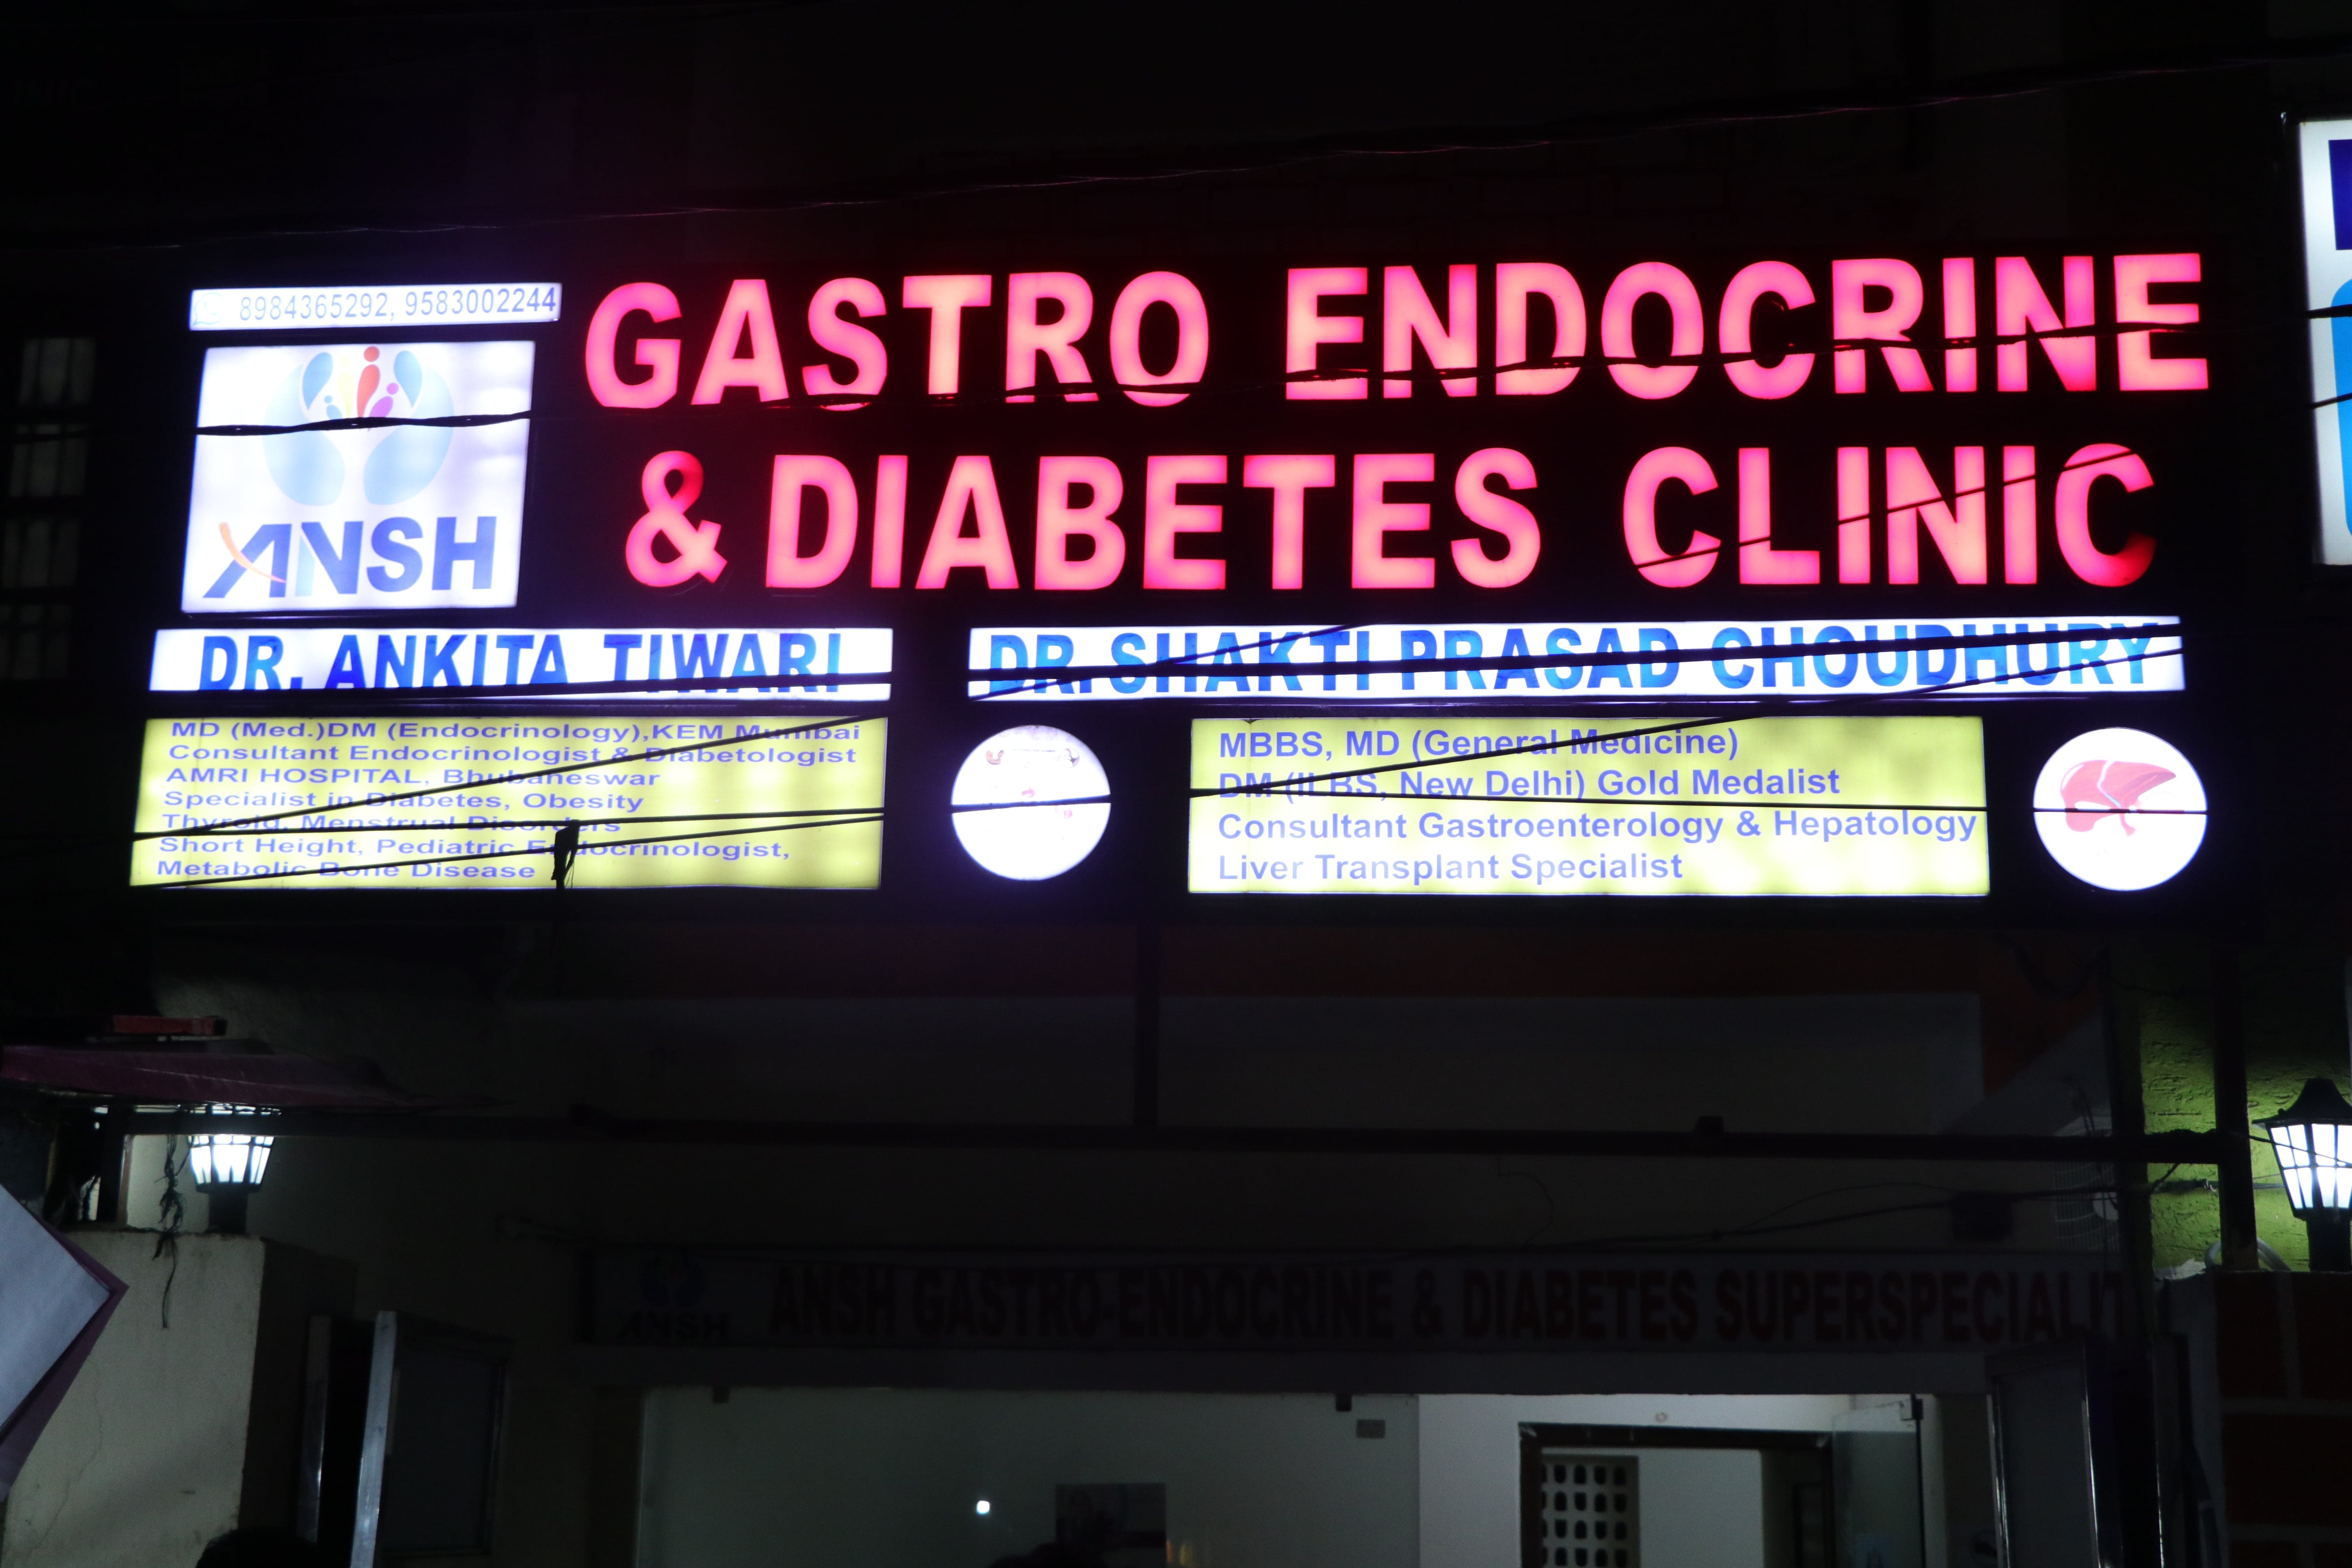 8984365292, 9583002244
ANSH
GASTRO ENDOCRINE
& DIABETES CLINIC
DR. ANKITA TIWARI
MD (Med.)DM (Endocrinology),KEM Mumbai
Consultant Endocrinologist & Diabetologist
AMRI HOSPITAL, Bhubaneswar
Specialist in Diabetes, Obesity
Thyroid, Menstrual Disorders
Short Height, Pediatric Endocrinologist,
Metabolic Bone Disease
DR. SHAKTI PRASAD CHOUDHURY
MBBS, MD (General Medicine)
DM (ILBS, New Delhi) Gold Medalist
Consultant Gastroenterology & Hepatology
Liver Transplant Specialist
ANSH
ANSH GASTRO-ENDOCRINE & DIABETES SUPERSPECIALIT